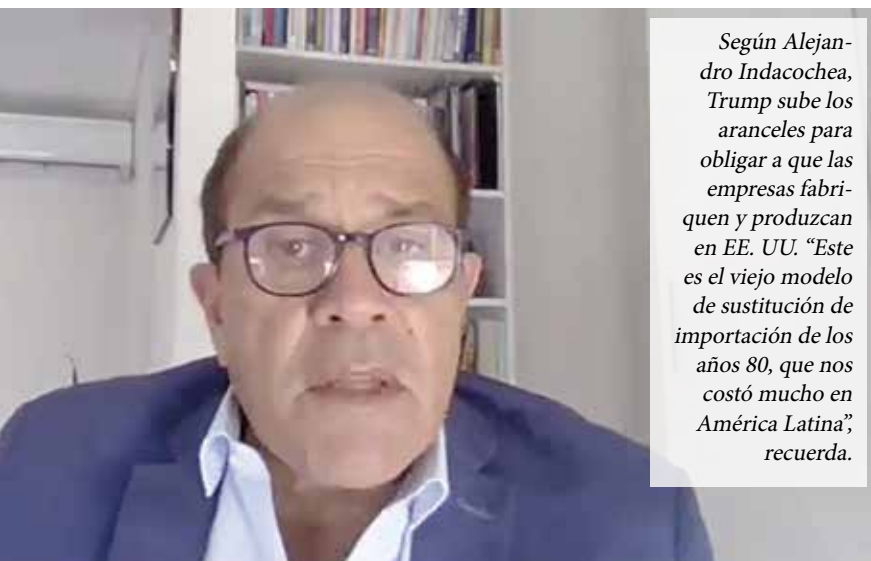 Según Alejan-
dro Indacochea,
Trump sube los
aranceles para
obligar a que las
empresas fabri-
quen y produzcan
en EE. UU. “Este
es el viejo modelo
de sustitución de
importación de los
años 80, que nos
costó mucho en
América Latina”,
recuerda.